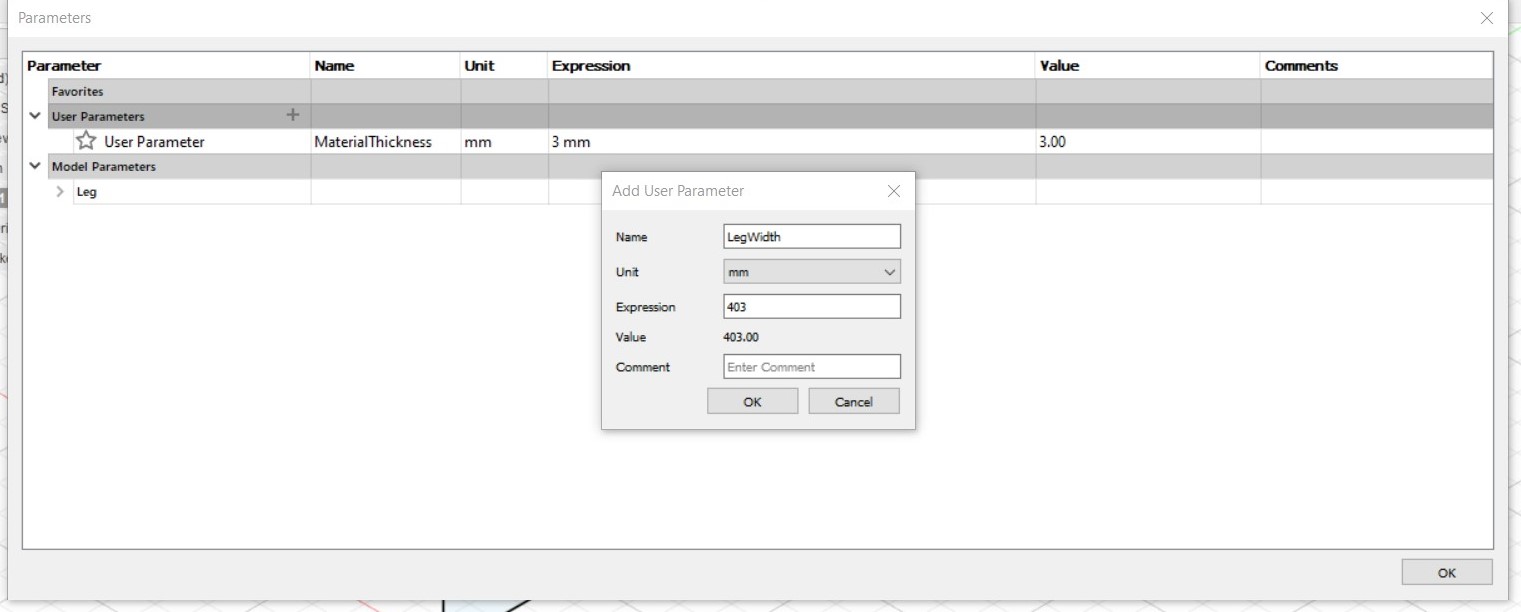 Parameters
Parameter Name Unit Expression Value Comments
Favorites
User Parameters +
User Parameter MaterialThickness mm 3 mm 3.00
Model Parameters
Leg
Add User Parameter
Name LegWidth
Unit mm
Expression 403
Value 403.00
Comment Enter Comment
OK Cancel
OK